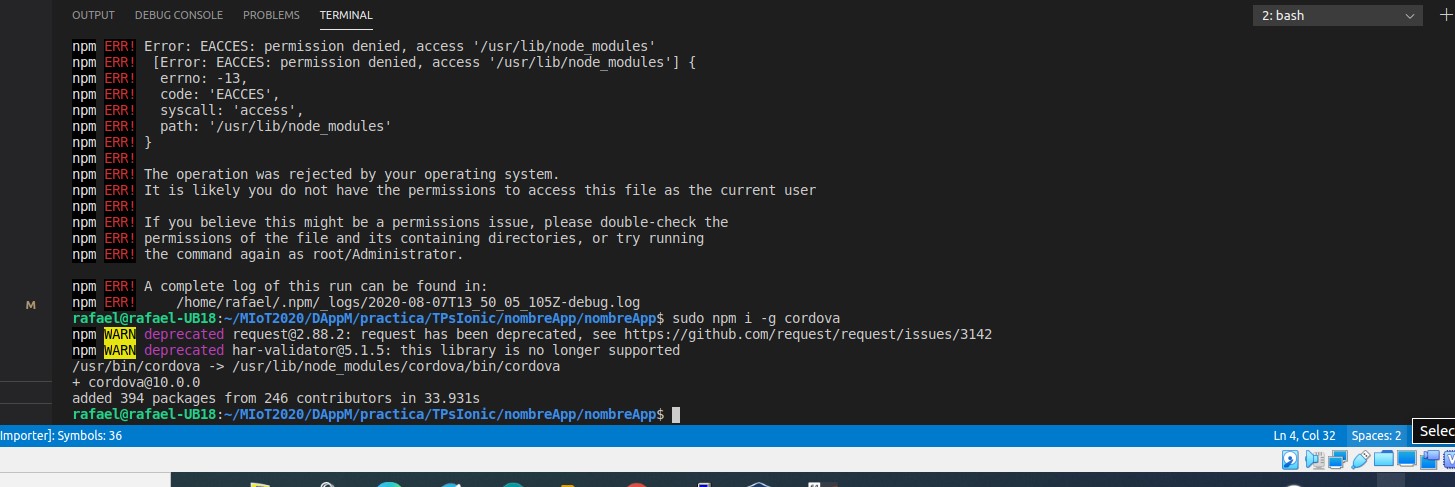 OUTPUT DEBUG CONSOLE PROBLEMS TERMINAL 2: bash
npm ERR! Error: EACCES: permission denied, access '/usr/lib/node_modules'
npm ERR!  [Error: EACCES: permission denied, access '/usr/lib/node_modules'] {
npm ERR!   errno: -13,
npm ERR!   code: 'EACCES',
npm ERR!   syscall: 'access',
npm ERR!   path: '/usr/lib/node_modules'
npm ERR! }
npm ERR!
npm ERR! The operation was rejected by your operating system.
npm ERR! It is likely you do not have the permissions to access this file as the current user
npm ERR!
npm ERR! If you believe this might be a permissions issue, please double-check the
npm ERR! permissions of the file and its containing directories, or try running
npm ERR! the command again as root/Administrator.
npm ERR! A complete log of this run can be found in:
M
npm ERR!     /home/rafael/.npm/_logs/2020-08-07T13_50_05_105Z-debug.log
rafael@rafael-UB18:~/MIoT2020/DAppM/practica/TPsIonic/nombreApp/nombreApp$ sudo npm i -g cordova
npm WARN deprecated request@2.88.2: request has been deprecated, see https://github.com/request/request/issues/3142
npm WARN deprecated har-validator@5.1.5: this library is no longer supported
/usr/bin/cordova -> /usr/lib/node_modules/cordova/bin/cordova
+ cordova@10.0.0
added 394 packages from 246 contributors in 33.931s
rafael@rafael-UB18:~/MIoT2020/DAppM/practica/TPsIonic/nombreApp/nombreApp$
Importer]: Symbols: 36 Ln 4, Col 32 Spaces: 2 Selec